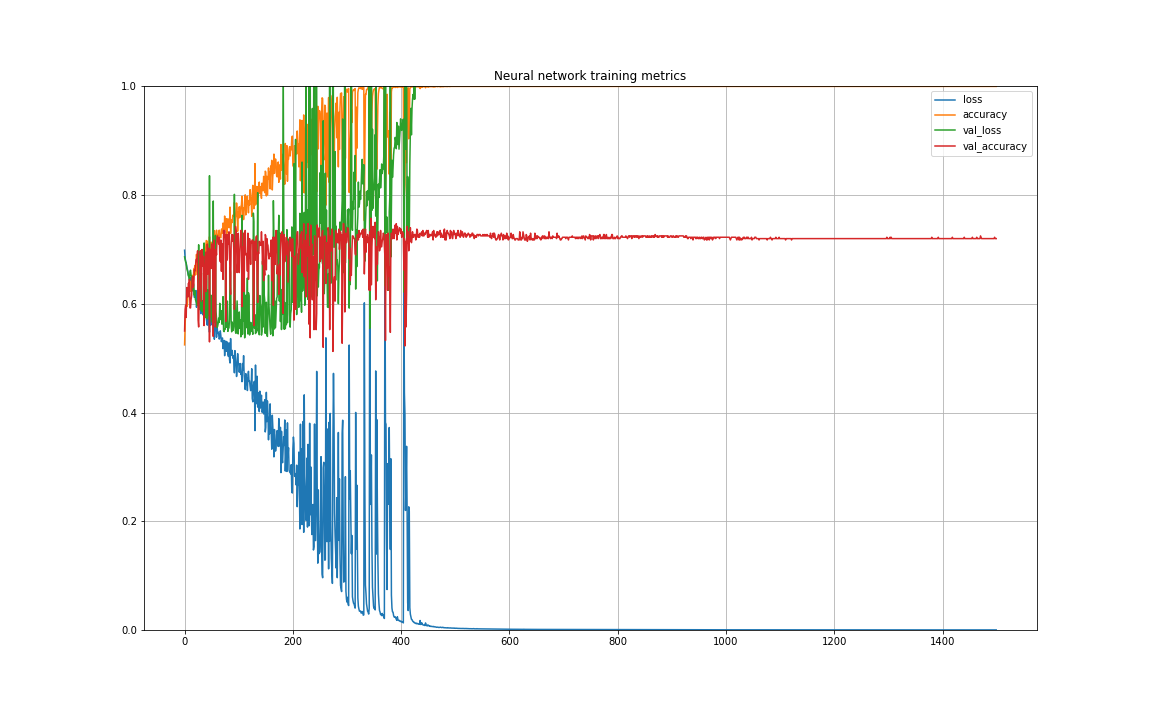 Neural network training metrics
1.0
0.8
0.6
0.4
0.2
0.0
0 200 400 600 800 1000 1200 1400
loss
accuracy
val_loss
val_accuracy